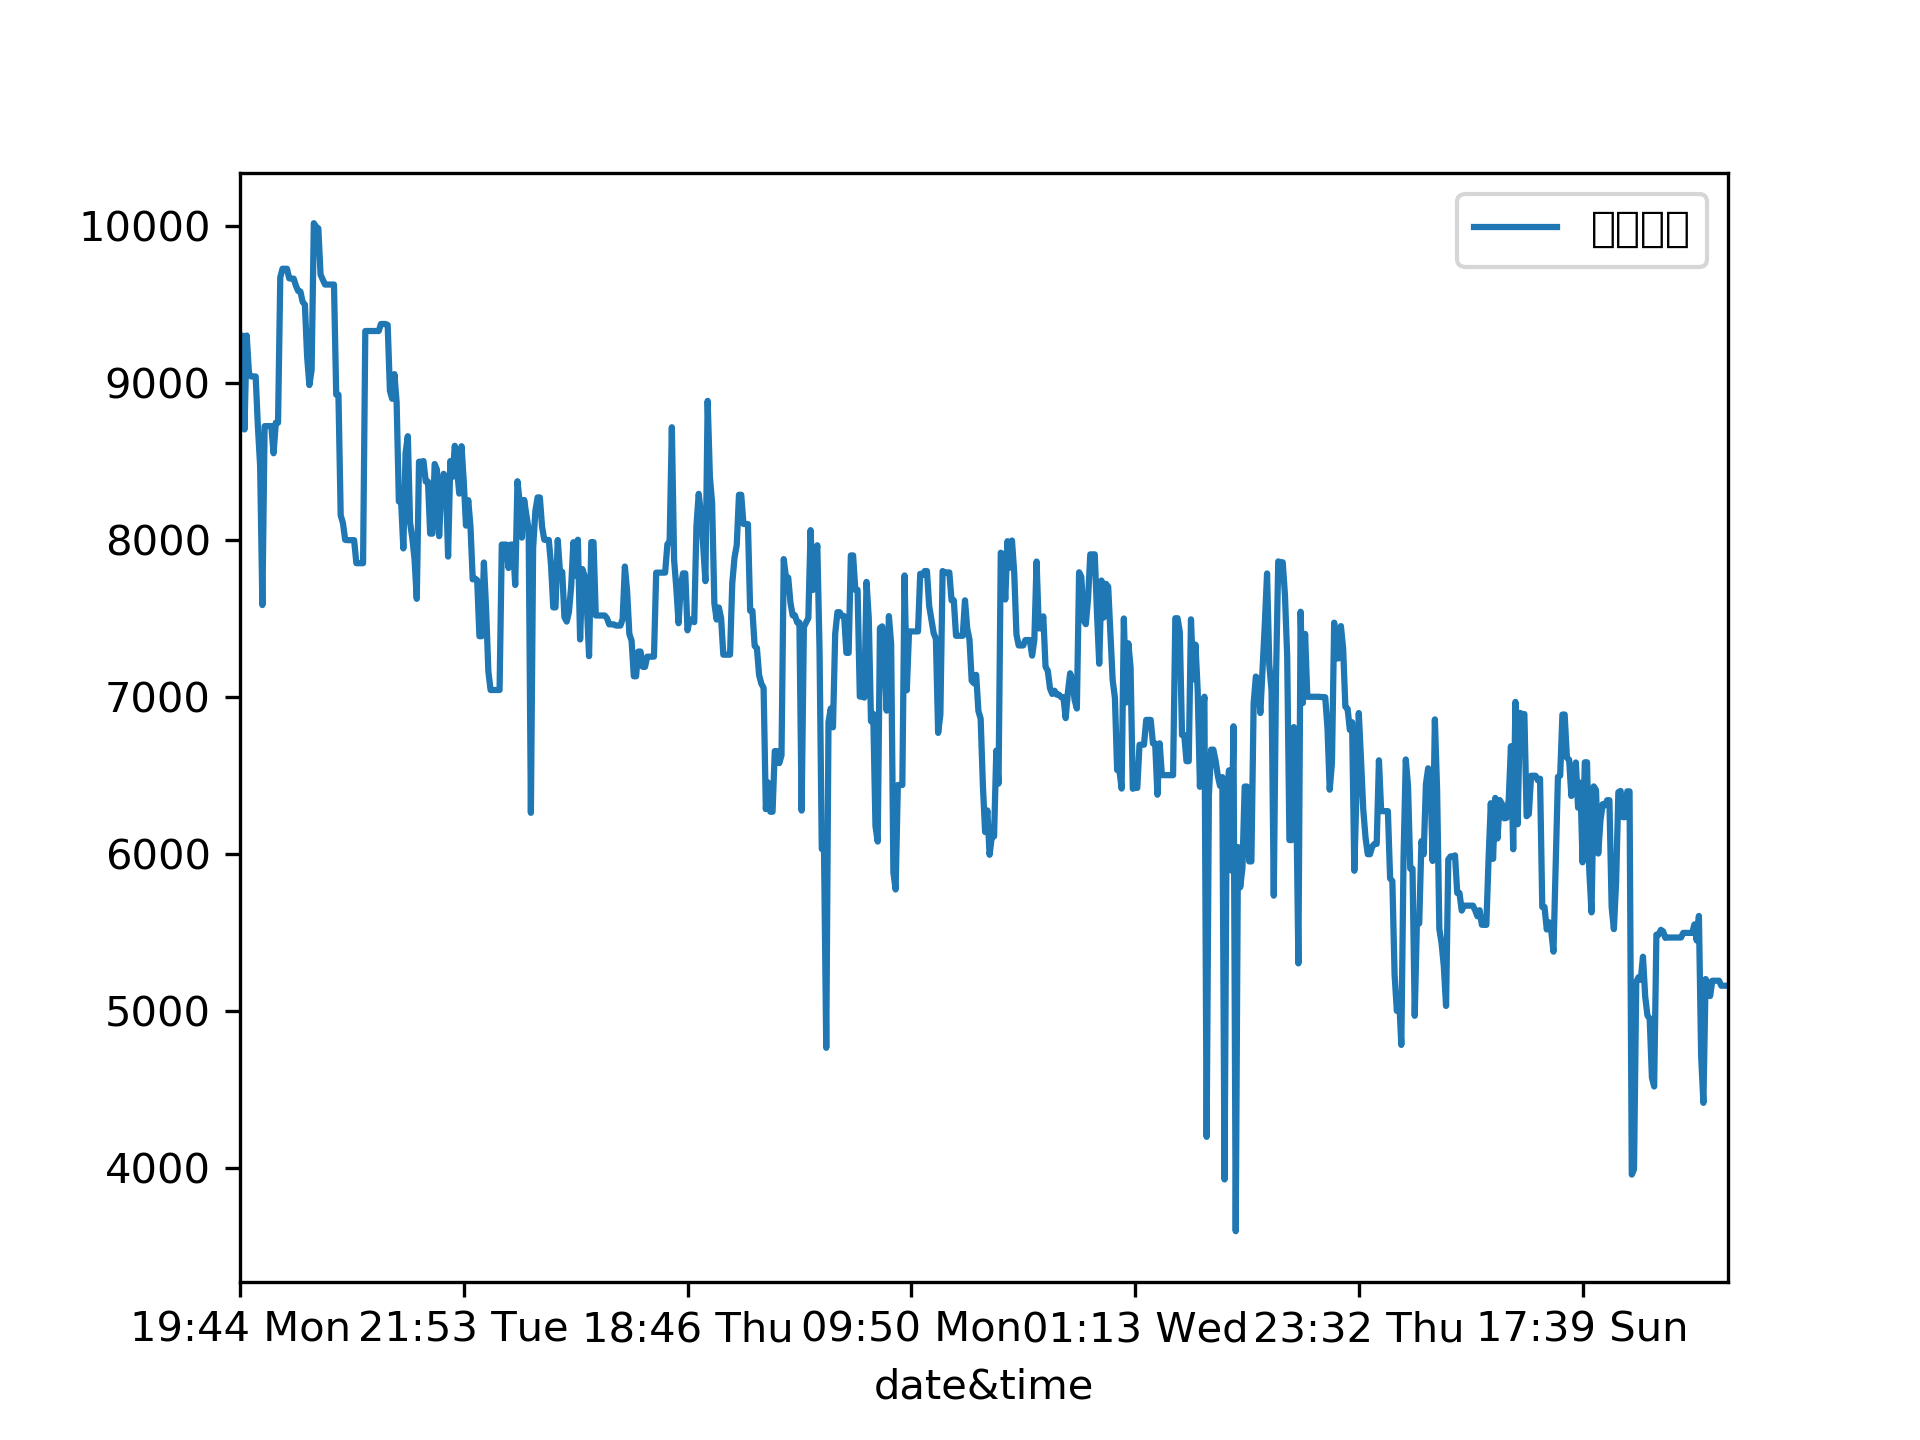 10000
9000
8000
7000
6000
5000
4000
19:44 Mon
21:53 Tue
18:46 Thu
09:50 Mon
01:13 Wed
23:32 Thu
17:39 Sun
date&time